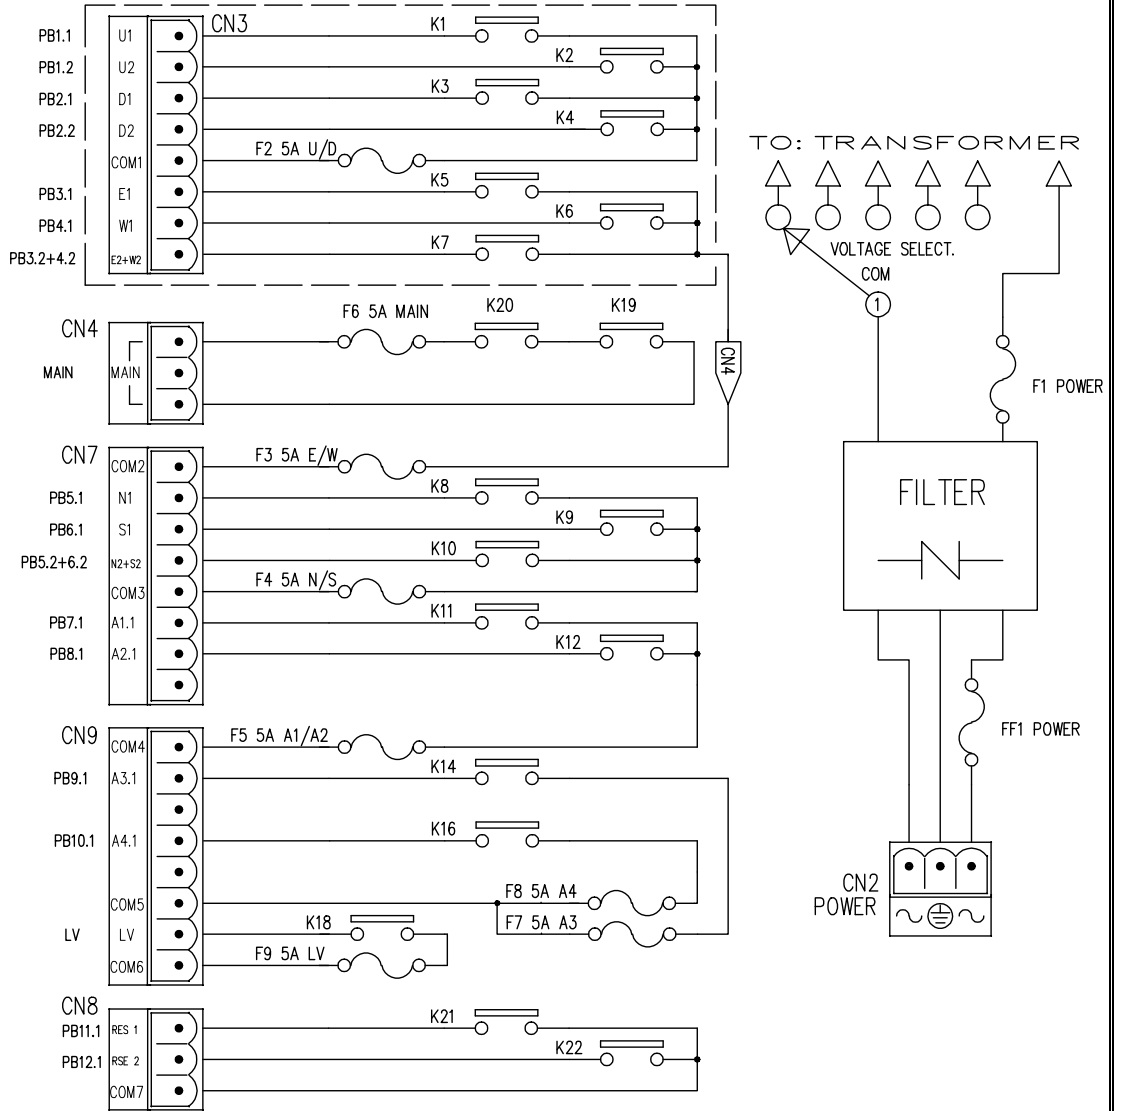 CN3
PB1.1 U1 K1
PB1.2 U2 K2
PB2.1 D1 K3
PB2.2 D2 K4
COM1 F2 5A U/D
PB3.1 E1 K5
PB4.1 W1 K6
PB3.2+4.2 E2+W2 K7
TO: TRANSFORMER
VOLTAGE SELECT.
COM
1
CN4
F6 5A MAIN K20 K19
MAIN MAIN
CN4
F1 POWER
CN7
COM2 F3 5A E/W
PB5.1 N1 K8
PB6.1 S1 K9
PB5.2+6.2 N2+S2 K10
COM3 F4 5A N/S
PB7.1 A1.1 K11
PB8.1 A2.1 K12
FILTER
N
FF1 POWER
CN9
COM4 F5 5A A1/A2
PB9.1 A3.1 K14
PB10.1 A4.1 K16
COM5 F8 5A A4
F7 5A A3
LV LV K18
COM6 F9 5A LV
CN2
POWER
CN8
PB11.1 RES 1 K21
PB12.1 RSE 2 K22
COM7